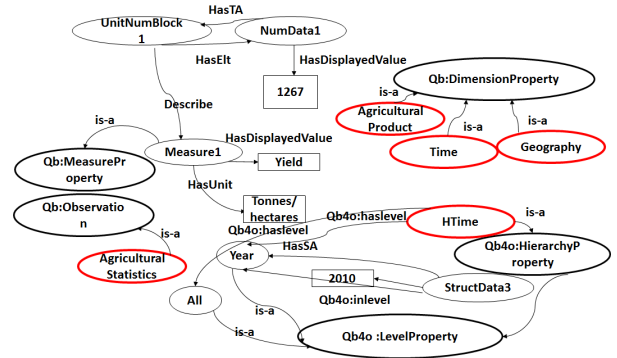 HasTA
UnitNumBlock
1
NumData1
HasElt
HasDisplayedValue
Qb:DimensionProperty
1267
is-a
Agricultural
Product
Describe
is-a
is-a
is-a
Time
Geography
HasDisplayedValue
Measure1
Yield
Qb:MeasurePr
operty
HasUnit
Qb:Observatio
n
Tonnes/
hectares
Qb4o:haslevel
HTime
is-a
Qb4o:haslevel
is-a
HasSA
Qb4o:HierarchyP
roperty
Year
Agricultural
Statistics
2010
StructData3
All
Qb4o:inlevel
is-a
is-a
Qb4o :LevelProperty